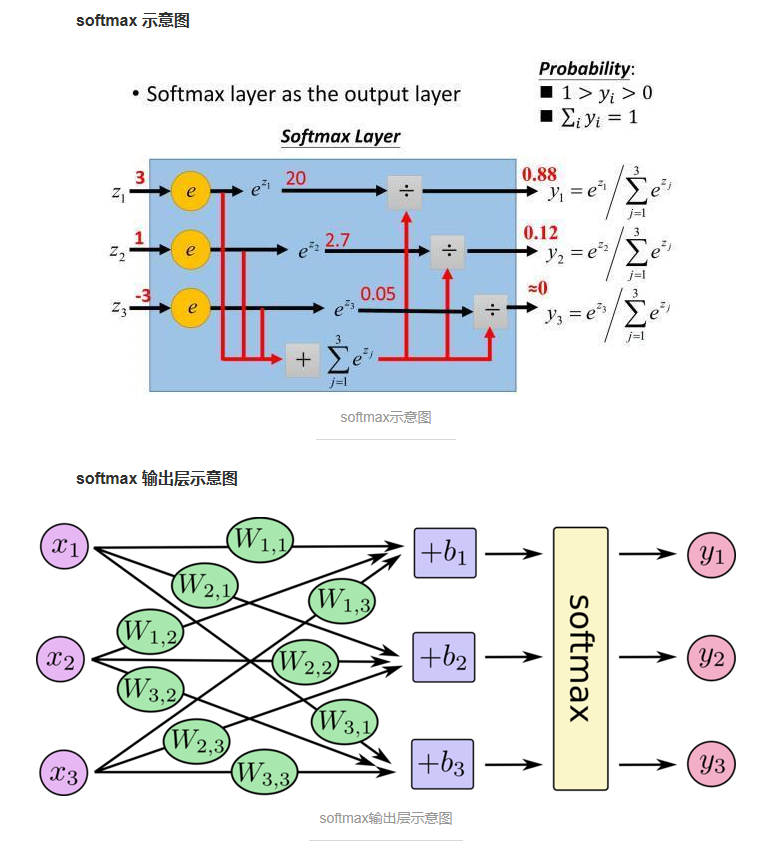 softmax 示意图
Probability:
■ 1 > yᵢ > 0
■ ∑ᵢ yᵢ = 1
• Softmax layer as the output layer
Softmax Layer
z₁ 3 e e^{z₁} 20 ÷ 0.88 y₁ = e^{z₁} / ∑_{j=1}^{3} e^{z_j}
z₂ 1 e e^{z₂} 2.7 ÷ 0.12 y₂ = e^{z₂} / ∑_{j=1}^{3} e^{z_j}
z₃ -3 e e^{z₃} 0.05 ÷ ≈0 y₃ = e^{z₃} / ∑_{j=1}^{3} e^{z_j}
+ ∑_{j=1}^{3} e^{z_j}
softmax示意图
softmax 输出层示意图
x₁ W₁,₁ +b₁ y₁
W₂,₁
W₁,₃
W₁,₂
x₂ W₂,₂ +b₂ softmax y₂
W₃,₂
W₃,₁
W₂,₃
x₃ W₃,₃ +b₃ y₃
softmax输出层示意图